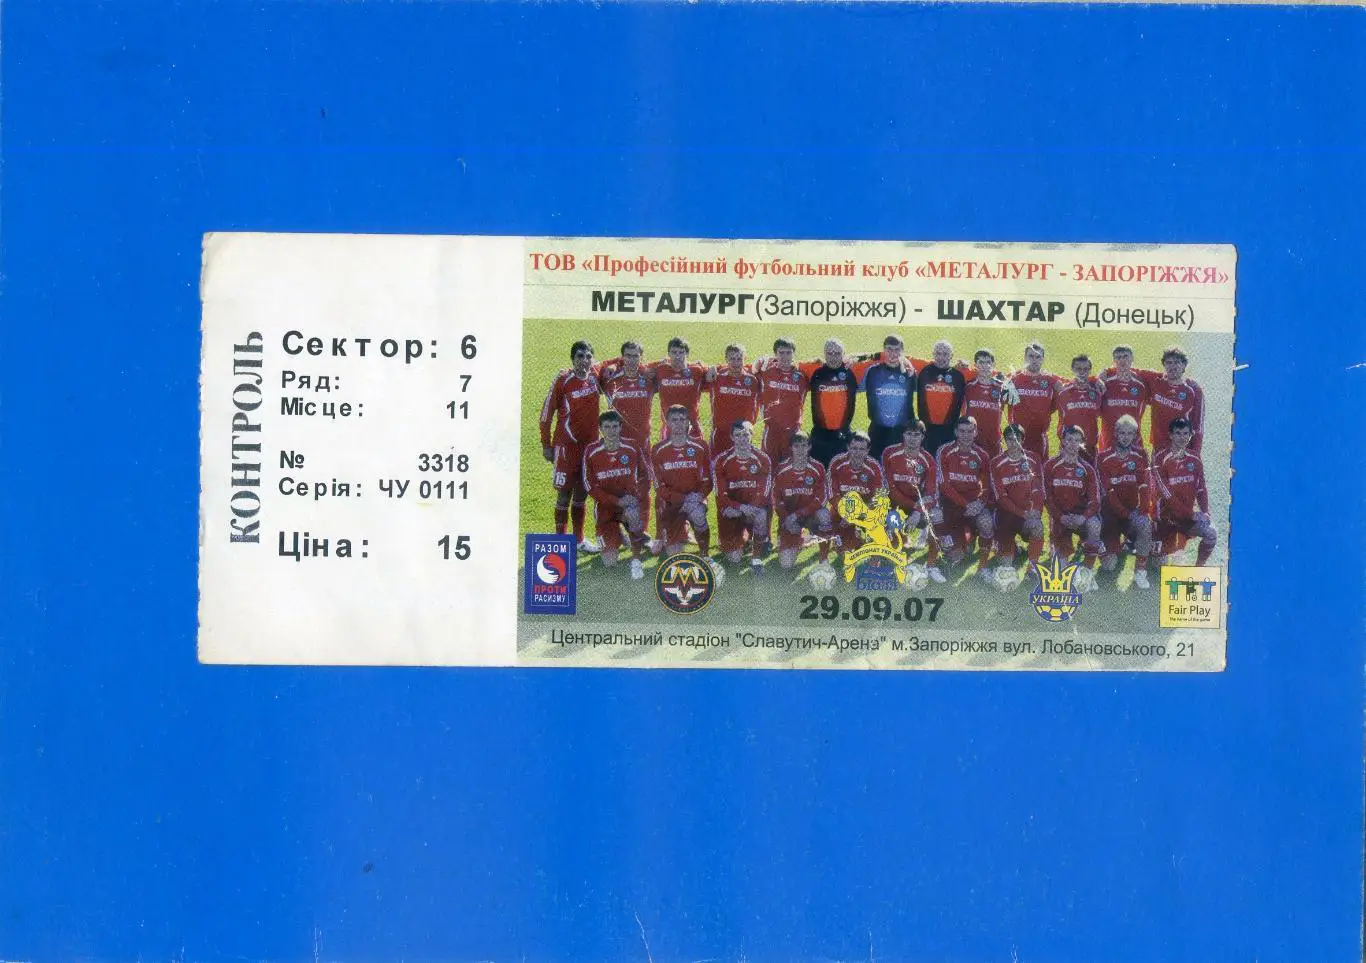 КОНТРОЛЬ
Сектор: 6
Ряд: 7
Місце: 11
№ 3318
Серія: ЧУ 0111
Ціна: 15
ТОВ «Професійний футбольний клуб «МЕТАЛУРГ - ЗАПОРІЖЖЯ»
МЕТАЛУРГ(Запоріжжя) - ШАХТАР (Донецьк)
РАЗОМ
ПРОТИ
РАСИЗМУ
ЧЕМПІОНАТ УКРАЇНИ
УКРАЇНА
Fair Play
29.09.07
Центральний стадіон "Славутич-Арена" м.Запоріжжя вул. Лобановського, 21